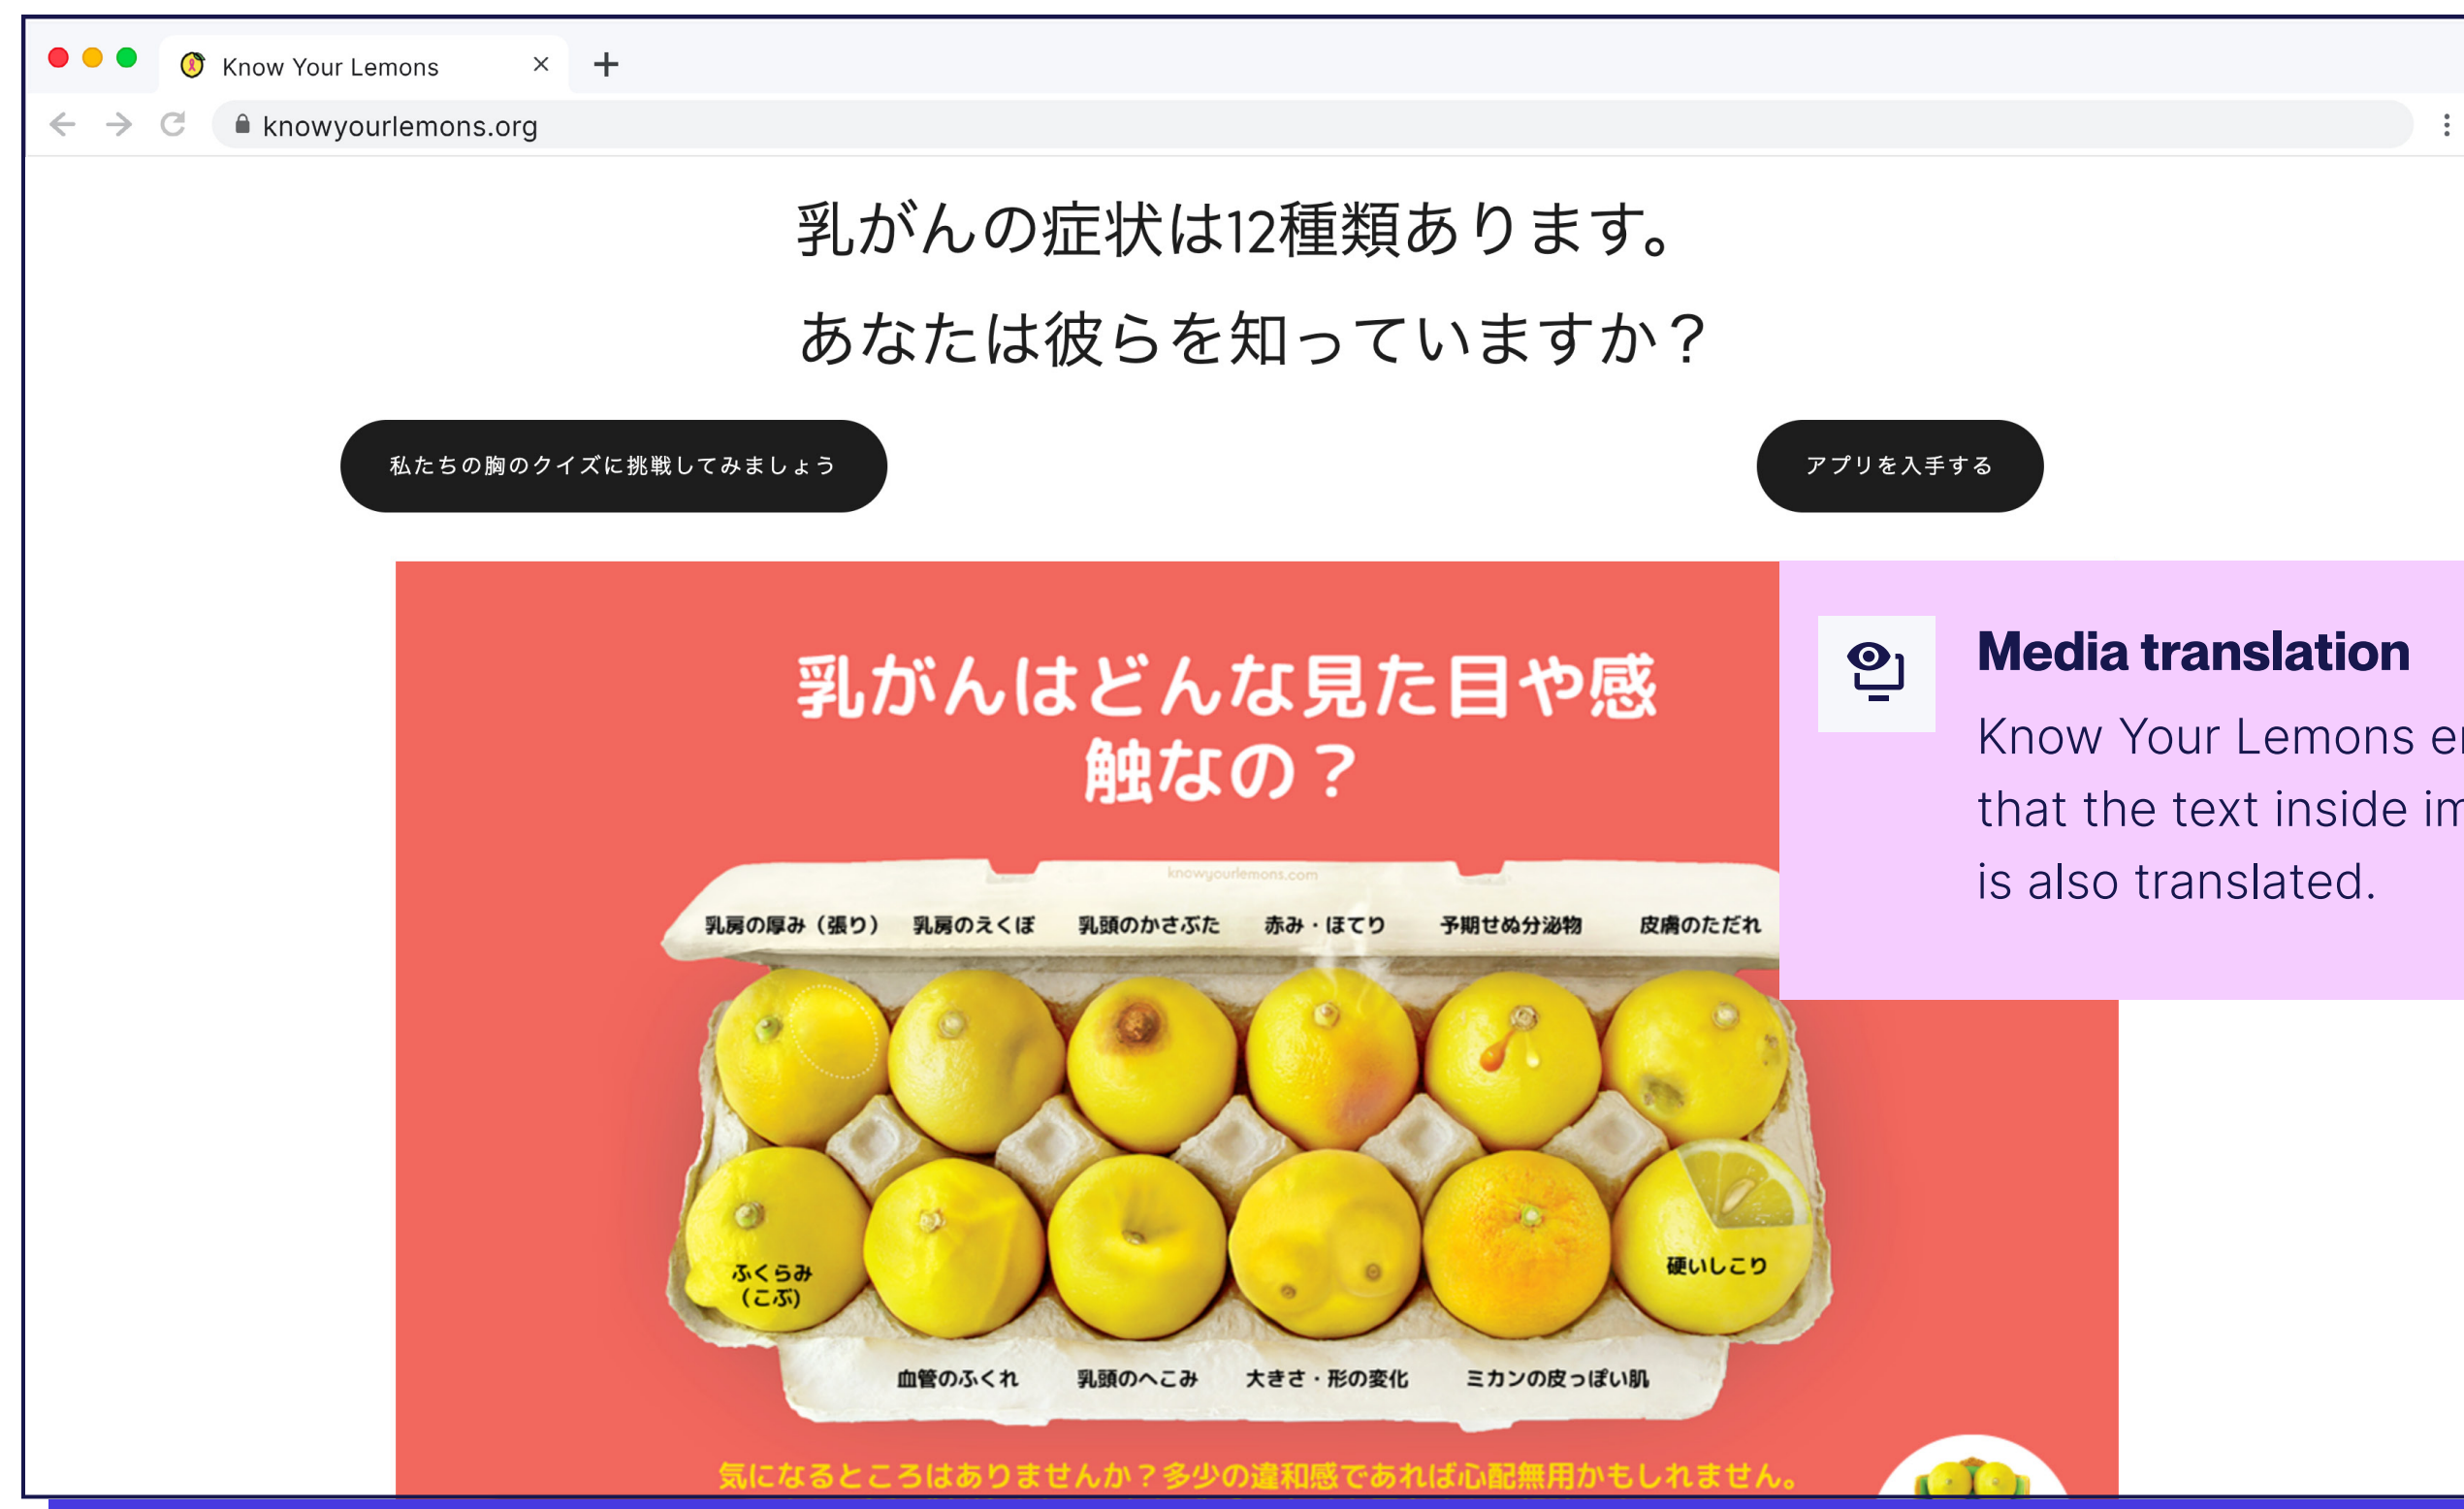 Know Your Lemons
knowyourlemons.org
乳がんの症状は12種類あります。
あなたは彼らを知っていますか？
私たちの胸のクイズに挑戦してみましょう
アプリを入手する
乳がんはどんな見た目や感
触なの？
Media translation
Know Your Lemons
that the text inside
is also translated.
knowyourlemons.com
乳房の厚み（張り） 乳房のえくぼ 乳頭のかさぶた 赤み・ほてり 予期せぬ分泌物 皮膚のただれ
ふくらみ
（こぶ）
硬いしこり
血管のふくれ 乳頭のへこみ 大きさ・形の変化 ミカンの皮っぽい肌
気になるところはありませんか？多少の違和感であれば心配無用かもしれません。